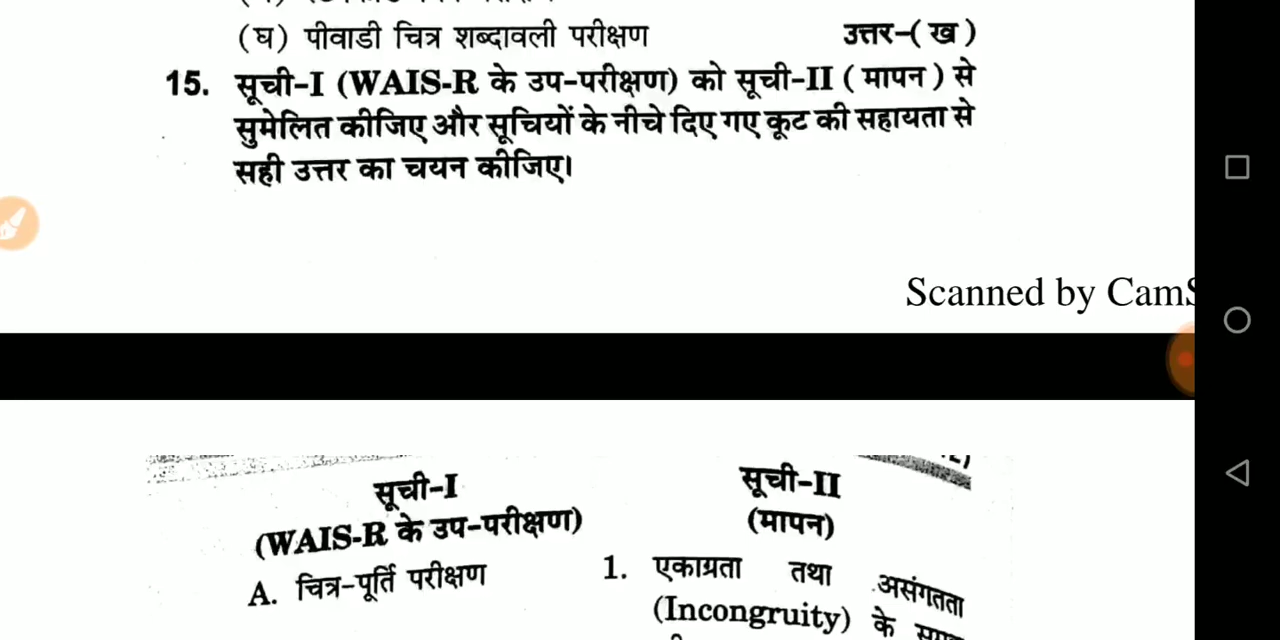 (घ) पीवाडी चित्र शब्दावली परीक्षण उत्तर–(ख)
15. सूची-I (WAIS-R के उप-परीक्षण) को सूची-II (मापन) से
सुमेलित कीजिए और सूचियों के नीचे दिए गए कूट की सहायता से
सही उत्तर का चयन कीजिए।
Scanned by CamS
सूची-I
(WAIS-R के उप-परीक्षण)
A. चित्र-पूर्ति परीक्षण
सूची-II
(मापन)
1. एकाग्रता तथा असंगतता
(Incongruity) के